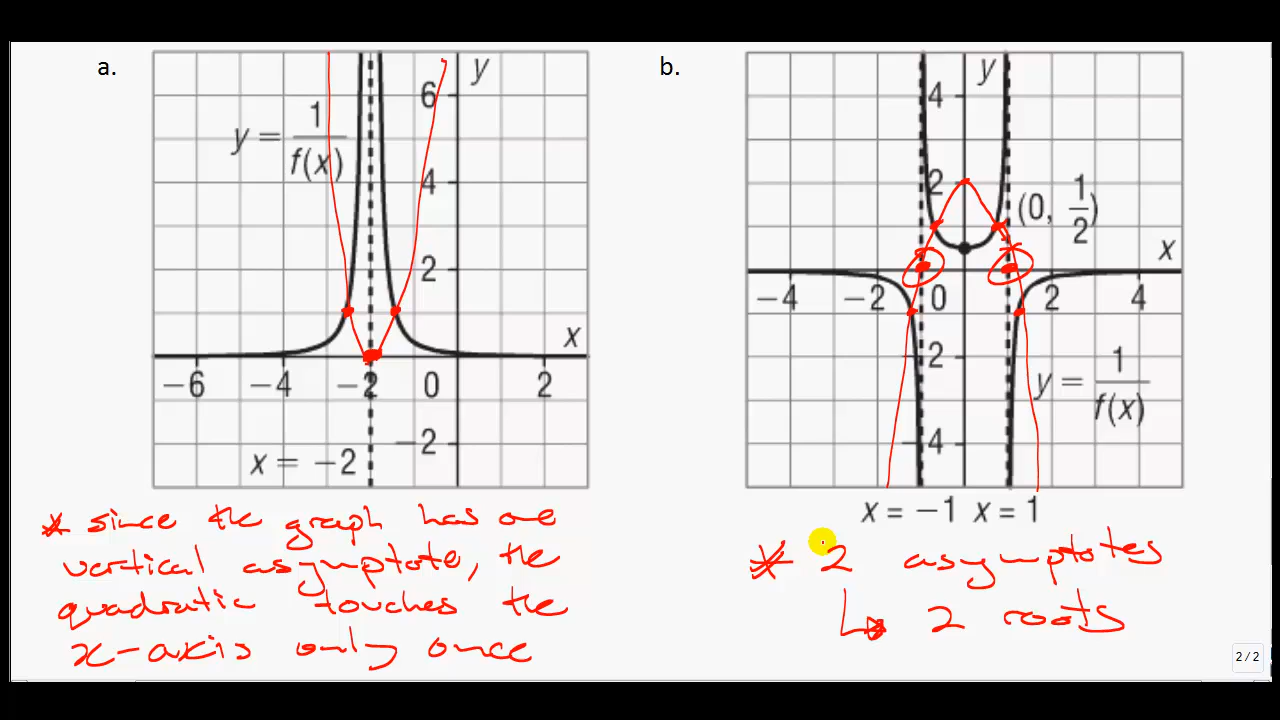 a.
y
6
y = 1/f(x)
4
2
x
−6
−4
−2
0
2
−2
x = −2
b.
y
4
2
(0, 1/2)
x
−4
−2
0
2
4
2
y = 1/f(x)
−4
x = −1 x = 1
* since the graph has one
vertical asymptote, the
quadratic touches the
x-axis only once
* 2 asymptotes
↳ 2 roots
2 / 2